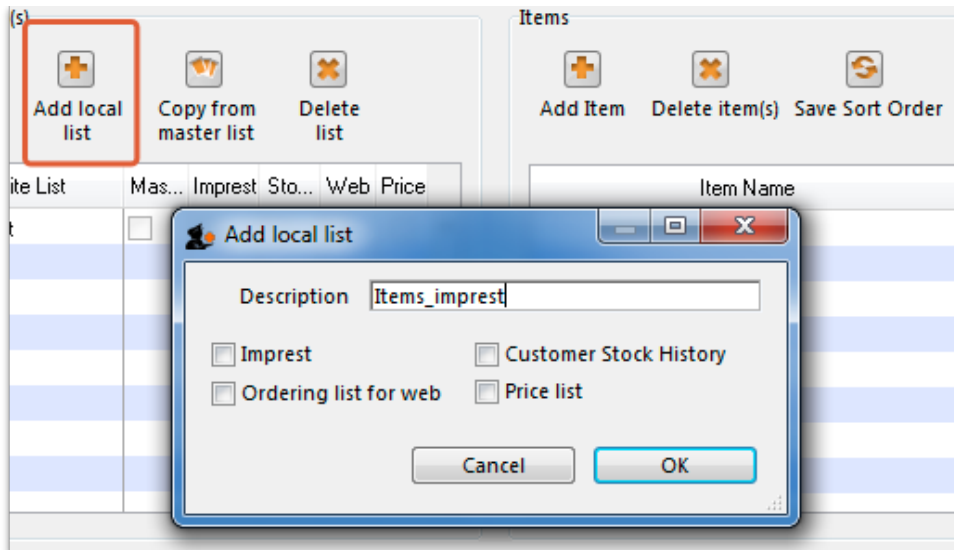 (s)
Items
Add local
list
Copy from
master list
Delete
list
Add Item
Delete item(s)
Save Sort Order
ite List
Mas...
Imprest
Sto...
Web
Price
Item Name
t
Add local list
Description
Items_imprest
Imprest
Customer Stock History
Ordering list for web
Price list
Cancel
OK